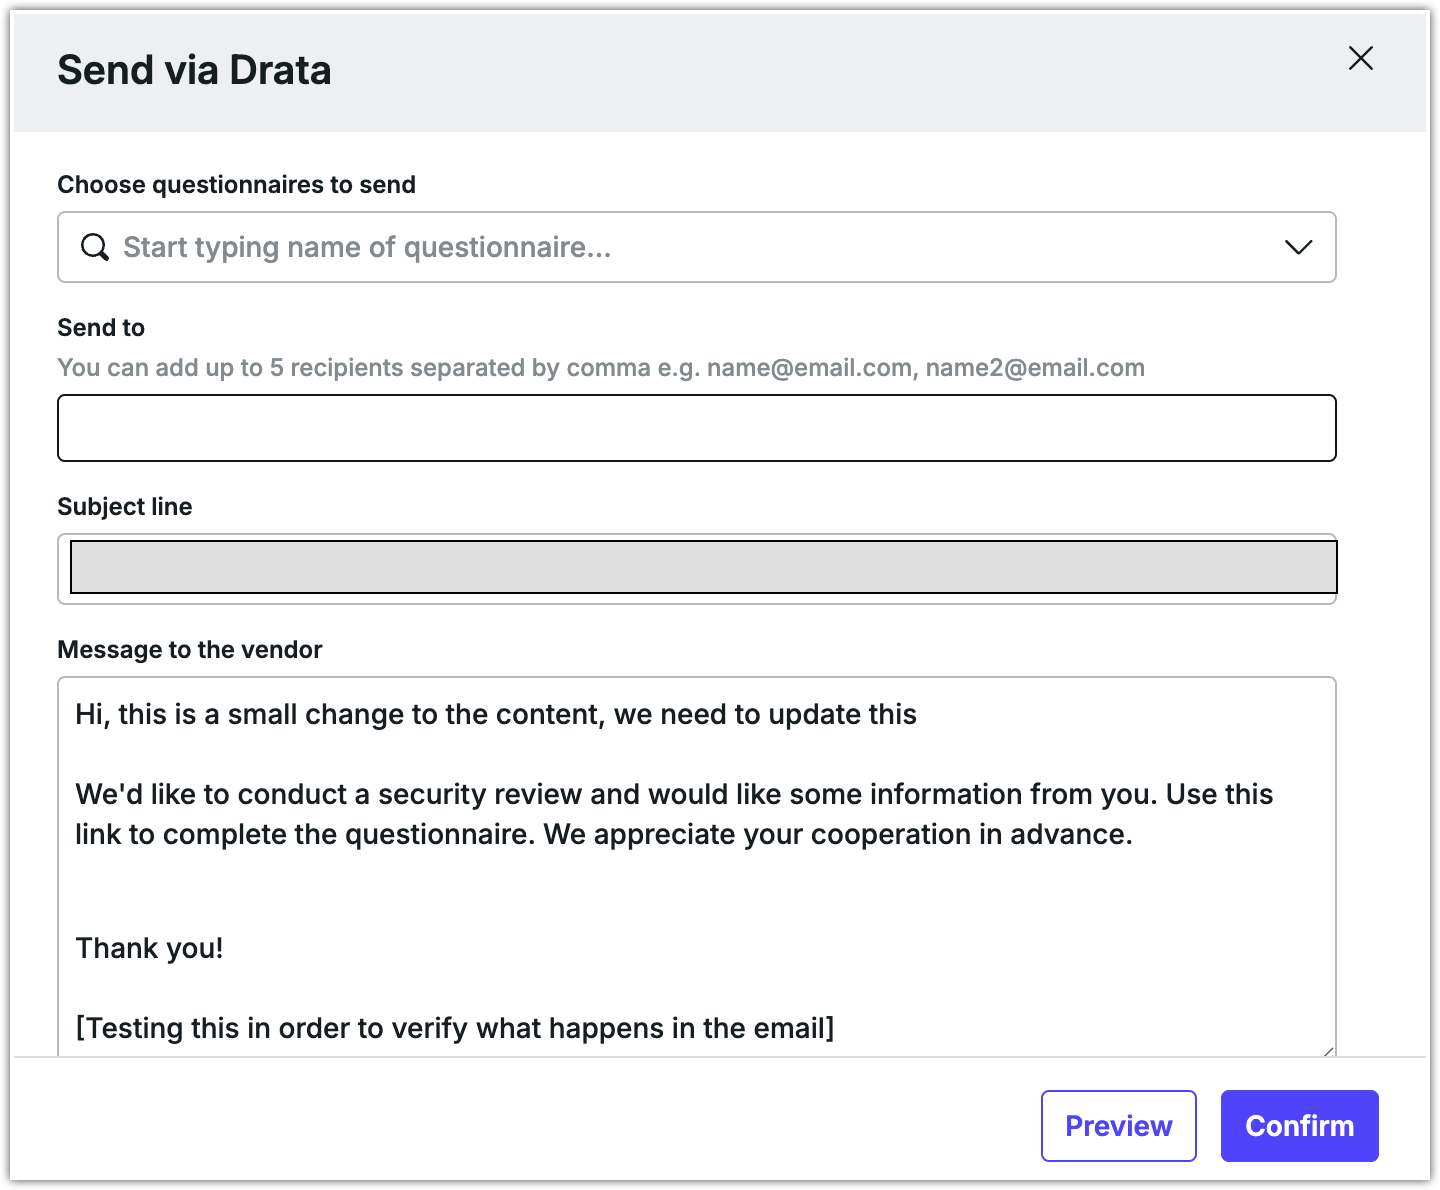 Send via Drata
Choose questionnaires to send
Start typing name of questionnaire...
Send to
You can add up to 5 recipients separated by comma e.g. name@email.com, name2@email.com
Subject line
Message to the vendor
Hi, this is a small change to the content, we need to update this
We'd like to conduct a security review and would like some information from you. Use this
link to complete the questionnaire. We appreciate your cooperation in advance.
Thank you!
[Testing this in order to verify what happens in the email]
Preview
Confirm